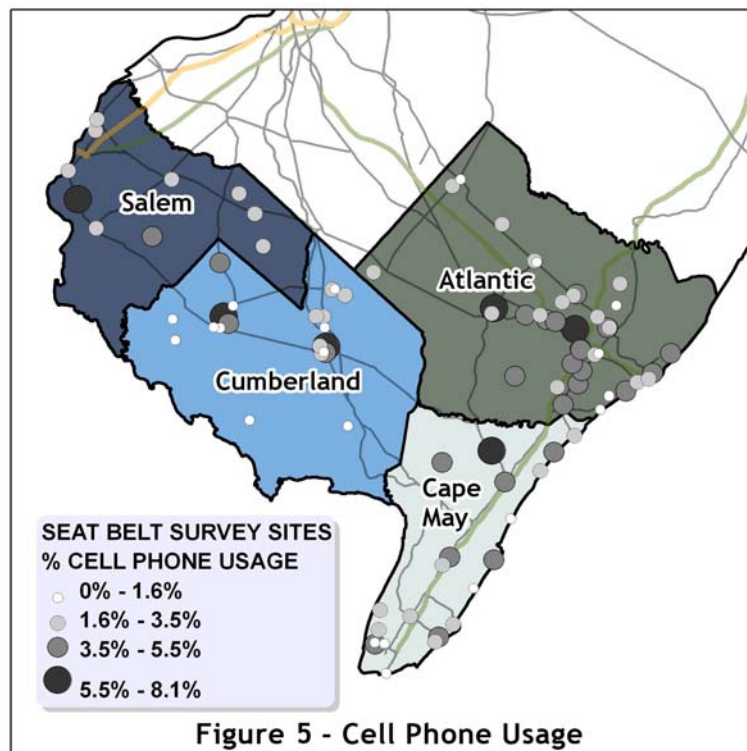 Salem
Atlantic
Cumberland
Cape
May
SEAT BELT SURVEY SITES
% CELL PHONE USAGE
0% - 1.6%
1.6% - 3.5%
3.5% - 5.5%
5.5% - 8.1%
Figure 5 - Cell Phone Usage